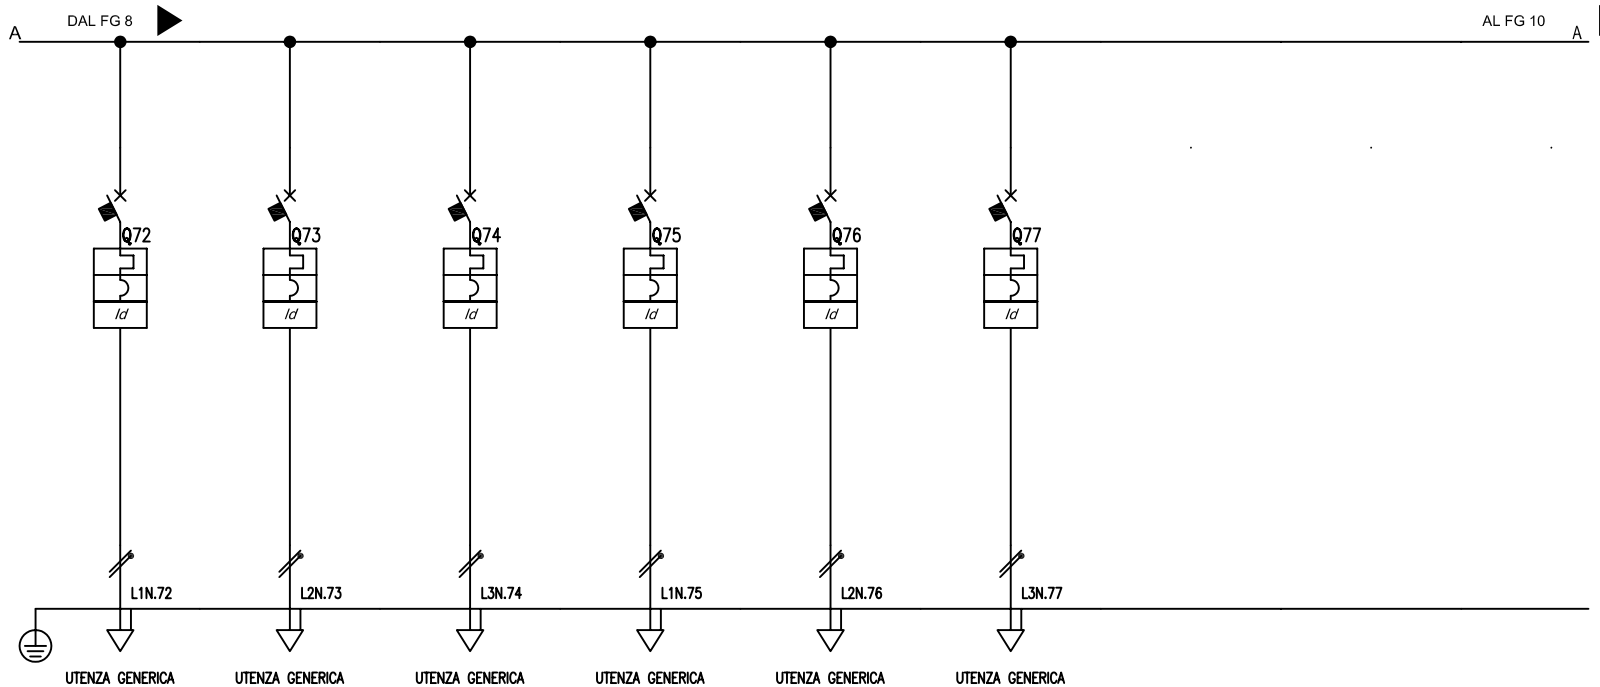 DAL FG 8
AL FG 10
A
A
Q72
Q73
Q74
Q75
Q76
Q77
Id
Id
Id
Id
Id
Id
L1N.72
L2N.73
L3N.74
L1N.75
L2N.76
L3N.77
UTENZA GENERICA
UTENZA GENERICA
UTENZA GENERICA
UTENZA GENERICA
UTENZA GENERICA
UTENZA GENERICA